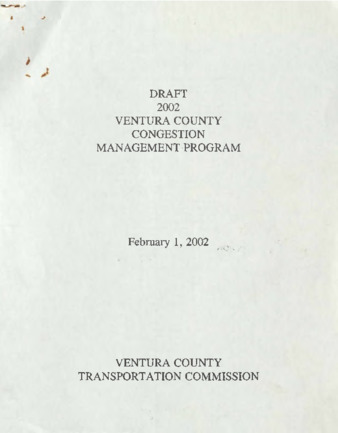 DRAFT
2002
VENTURA COUNTY
CONGESTION
MANAGEMENT PROGRAM
February 1, 2002
VENTURA COUNTY
TRANSPORTATION COMMISSION